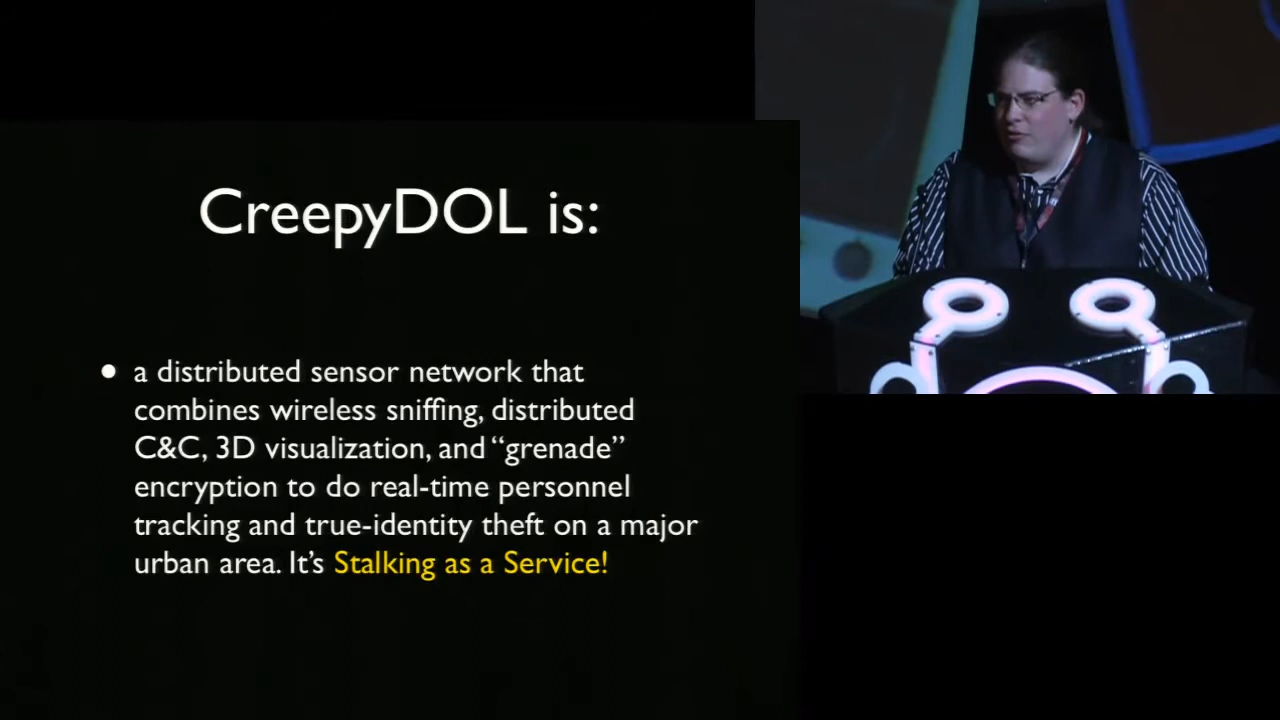 CreepyDOL is:
• a distributed sensor network that
combines wireless sniffing, distributed
C&C, 3D visualization, and “grenade”
encryption to do real-time personnel
tracking and true-identity theft on a major
urban area. It’s Stalking as a Service!